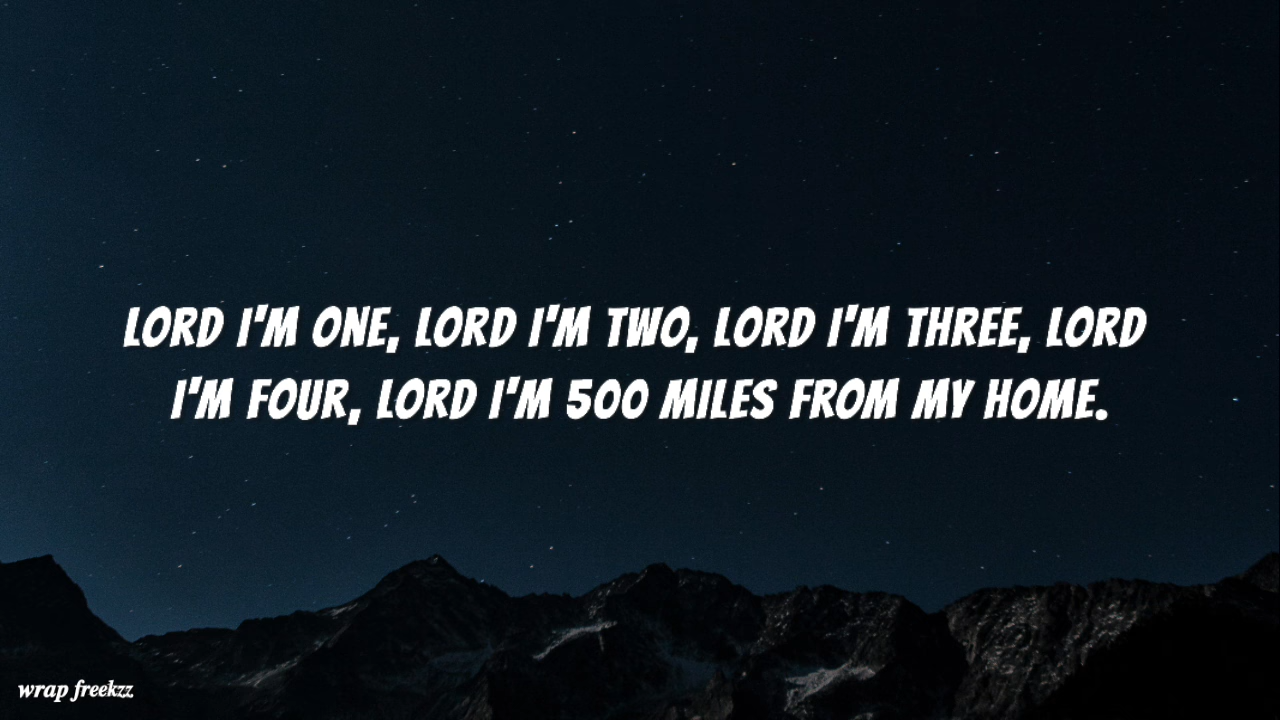 LORD I'M ONE, LORD I'M TWO, LORD I'M THREE, LORD
I'M FOUR, LORD I'M 500 MILES FROM MY HOME.
wrap freekzz